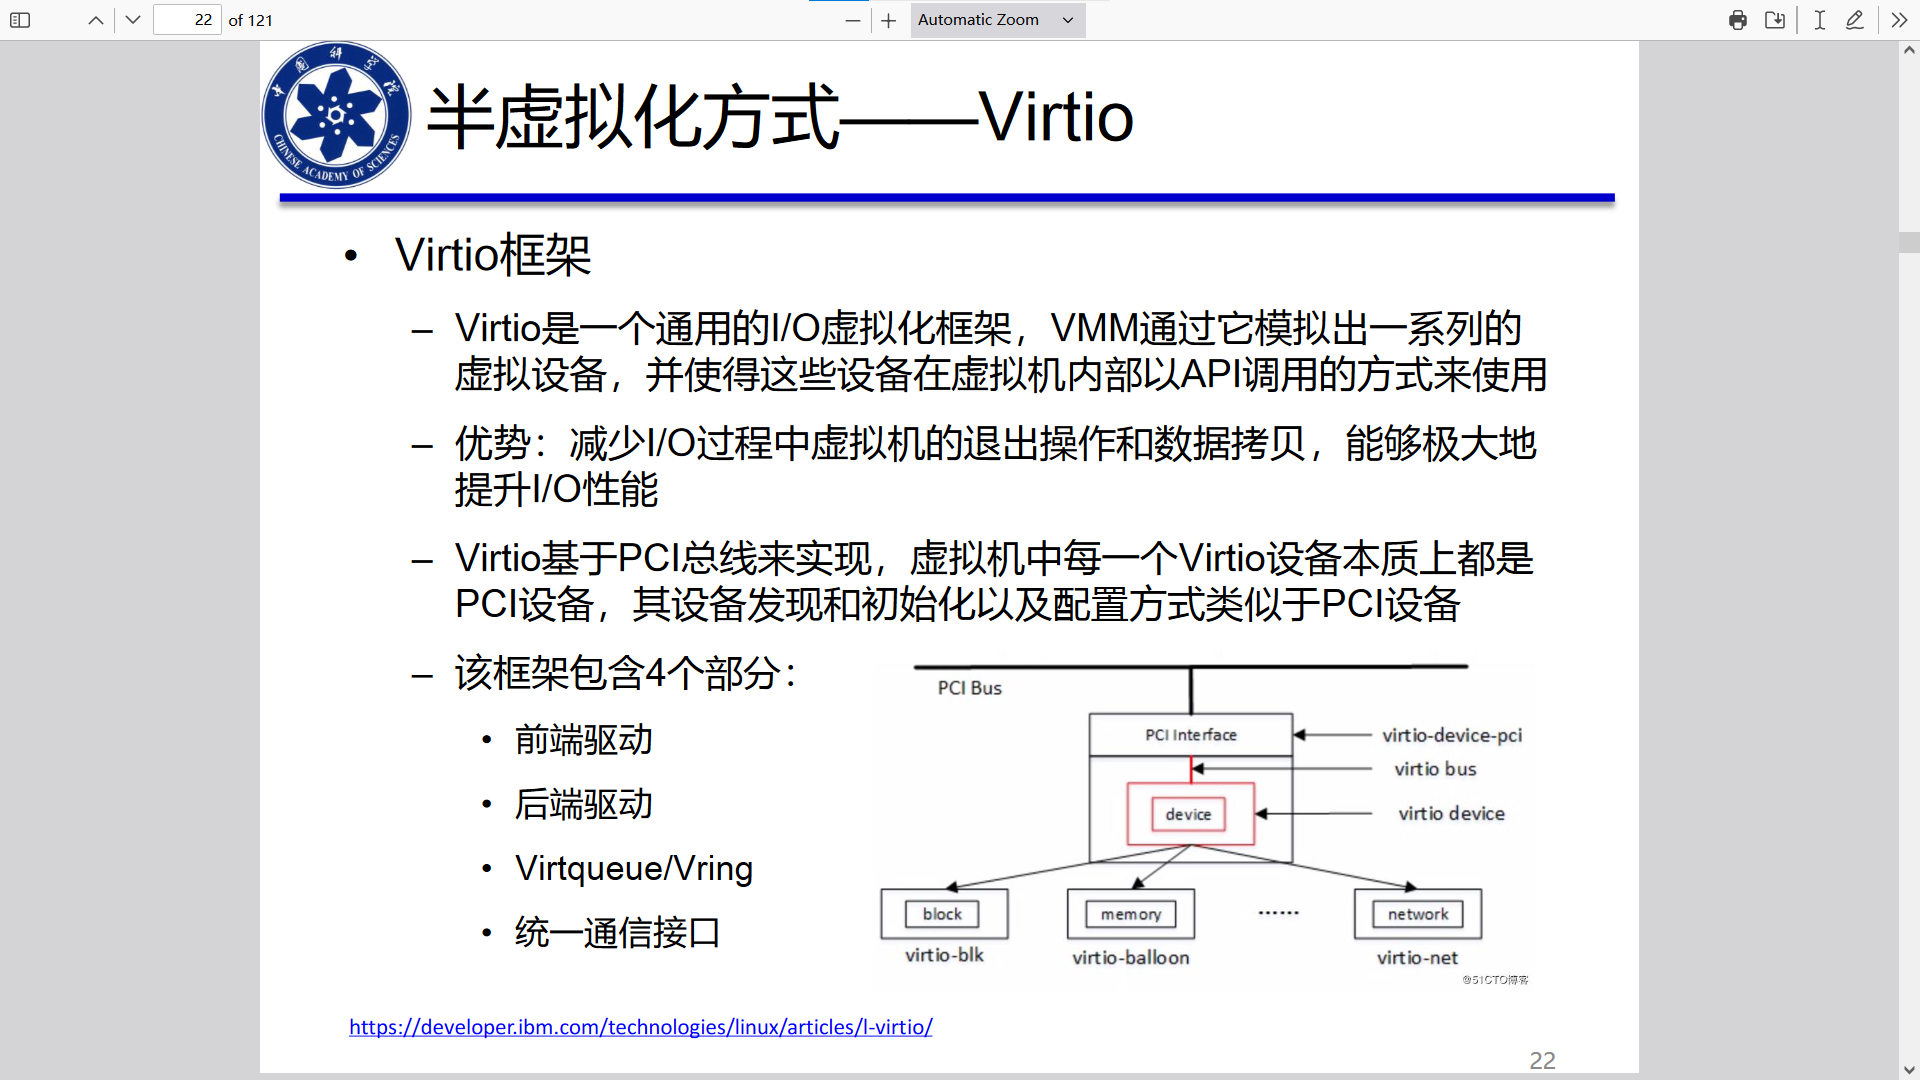 22 of 121
Automatic Zoom
中国科学院
CHINESE ACADEMY OF SCIENCES
半虚拟化方式——Virtio
• Virtio框架
– Virtio是一个通用的I/O虚拟化框架，VMM通过它模拟出一系列的
虚拟设备，并使得这些设备在虚拟机内部以API调用的方式来使用
– 优势：减少I/O过程中虚拟机的退出操作和数据拷贝，能够极大地
提升I/O性能
– Virtio基于PCI总线来实现，虚拟机中每一个Virtio设备本质上都是
PCI设备，其设备发现和初始化以及配置方式类似于PCI设备
– 该框架包含4个部分：
• 前端驱动
• 后端驱动
• Virtqueue/Vring
• 统一通信接口
PCI Bus
PCI Interface
virtio-device-pci
virtio bus
device
virtio device
block
memory
······
network
virtio-blk
virtio-balloon
virtio-net
@51CTO博客
https://developer.ibm.com/technologies/linux/articles/l-virtio/
22